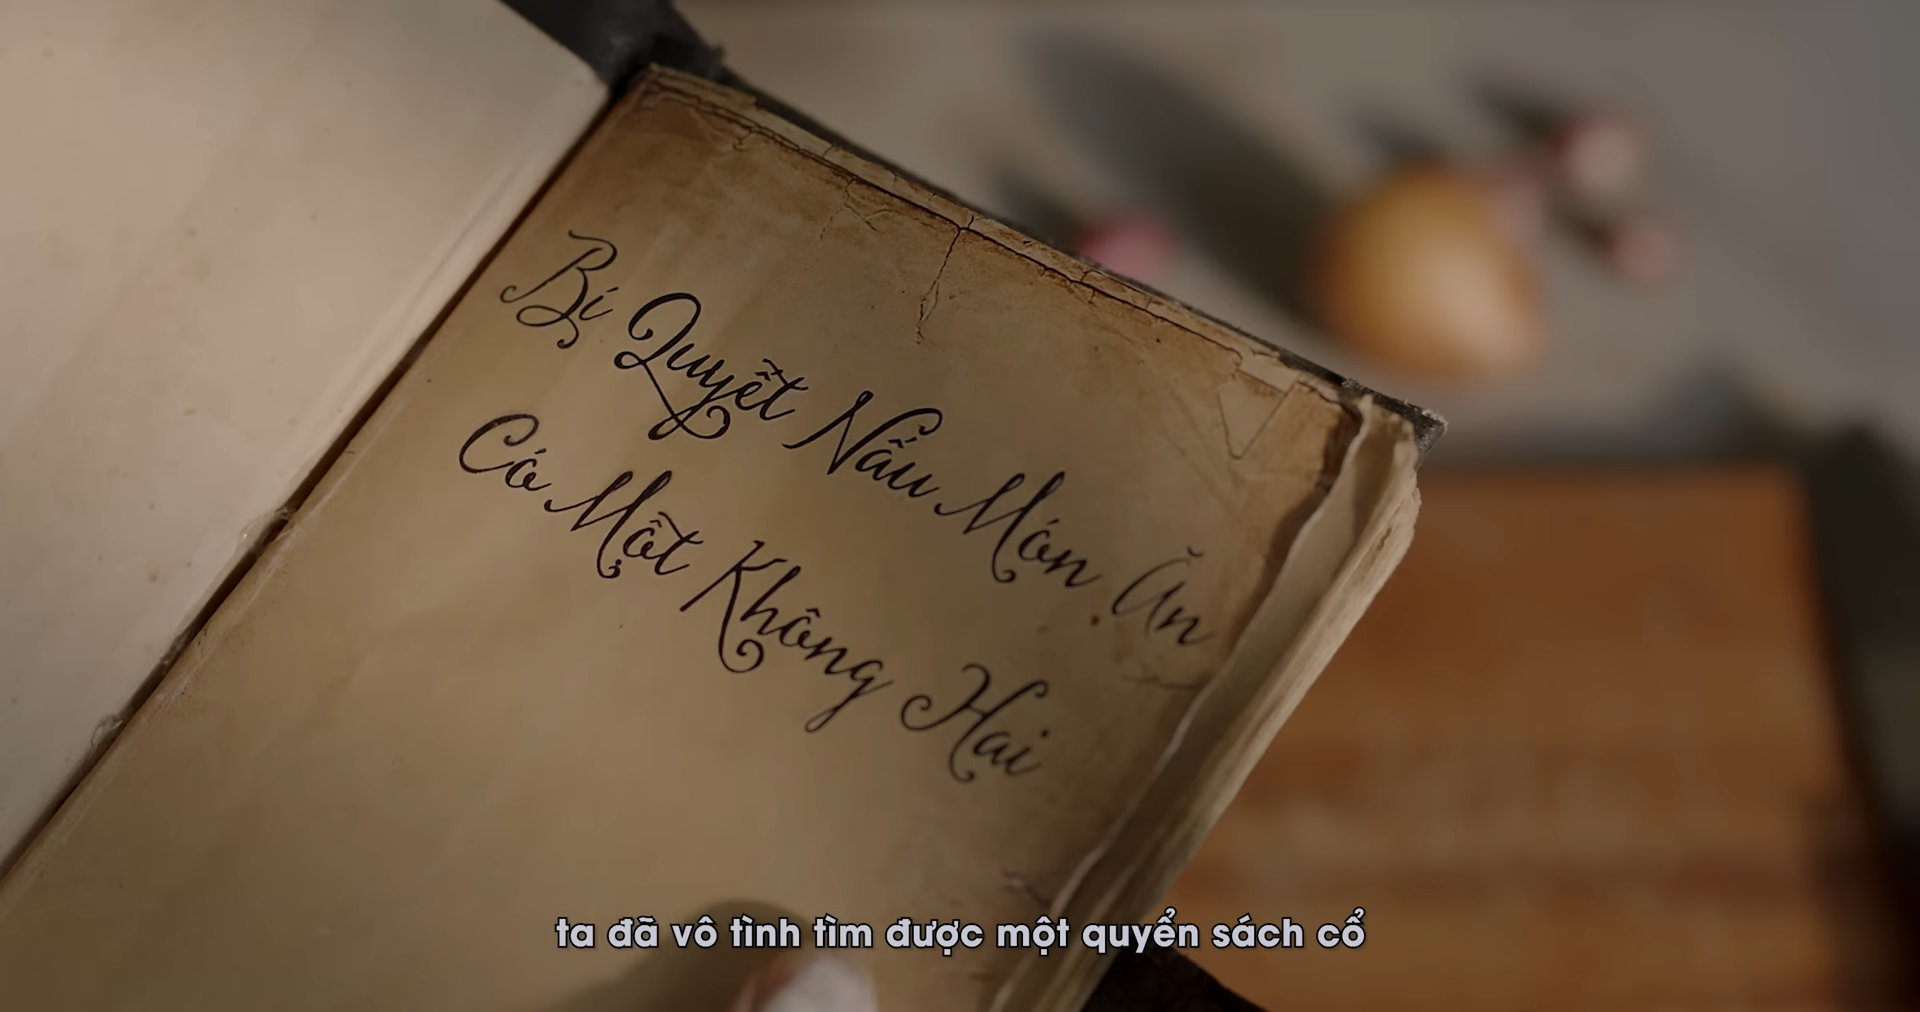 Bí Quyết Nấu Món Ăn
Có Một Không Hai
ta đã vô tình tìm được một quyển sách cổ